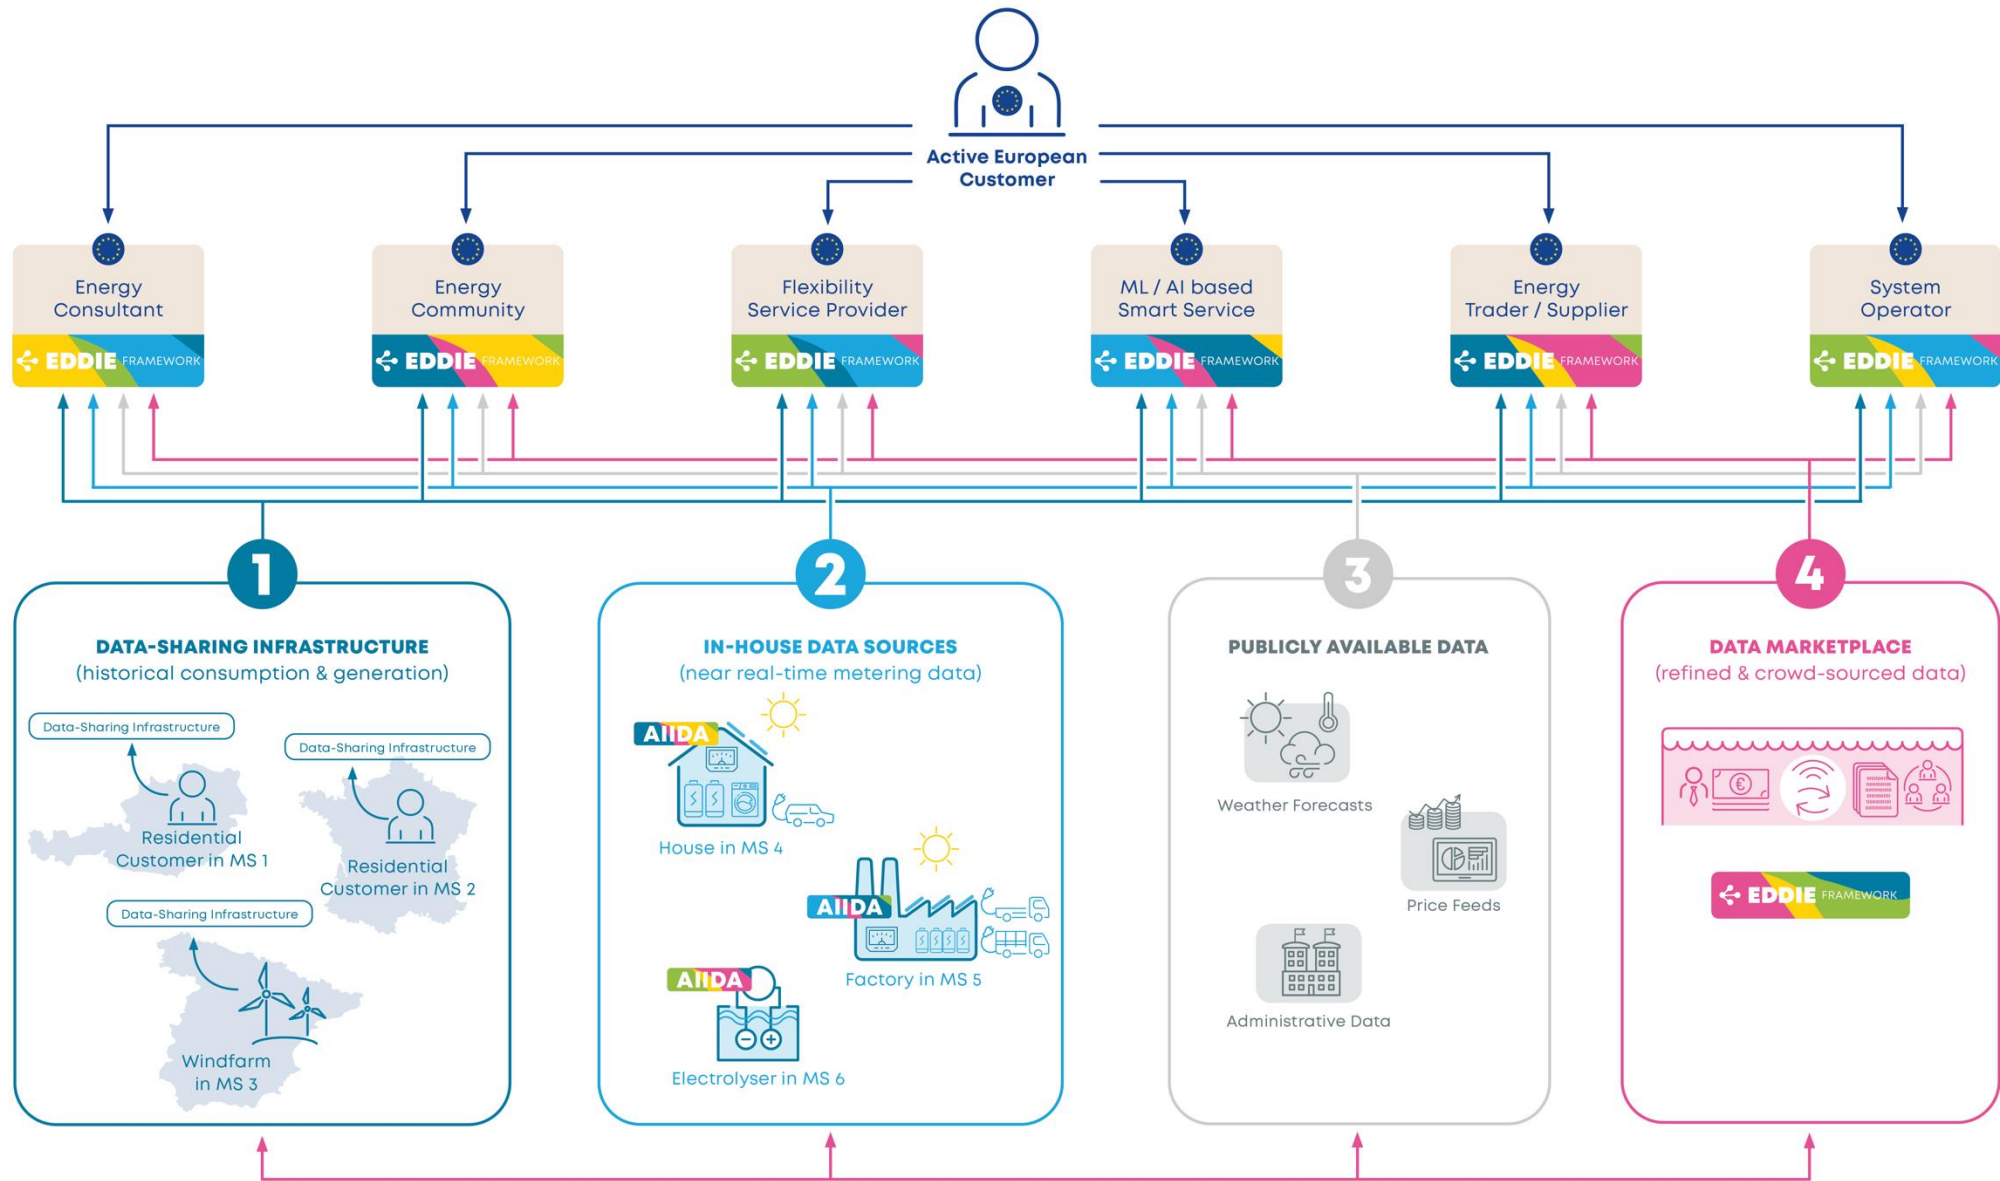 Active European
Customer
Energy
Consultant
EDDIE FRAMEWORK
Energy
Community
EDDIE FRAMEWORK
Flexibility
Service Provider
EDDIE FRAMEWORK
ML / AI based
Smart Service
EDDIE FRAMEWORK
Energy
Trader / Supplier
EDDIE FRAMEWORK
System
Operator
EDDIE FRAMEWORK
1
DATA-SHARING INFRASTRUCTURE
(historical consumption & generation)
Data-Sharing Infrastructure
Residential
Customer in MS 1
Data-Sharing Infrastructure
Residential
Customer in MS 2
Data-Sharing Infrastructure
Windfarm
in MS 3
2
IN-HOUSE DATA SOURCES
(near real-time metering data)
AIIDA
House in MS 4
AIIDA
Factory in MS 5
AIIDA
Electrolyser in MS 6
3
PUBLICLY AVAILABLE DATA
Weather Forecasts
Price Feeds
Administrative Data
4
DATA MARKETPLACE
(refined & crowd-sourced data)
€
EDDIE FRAMEWORK